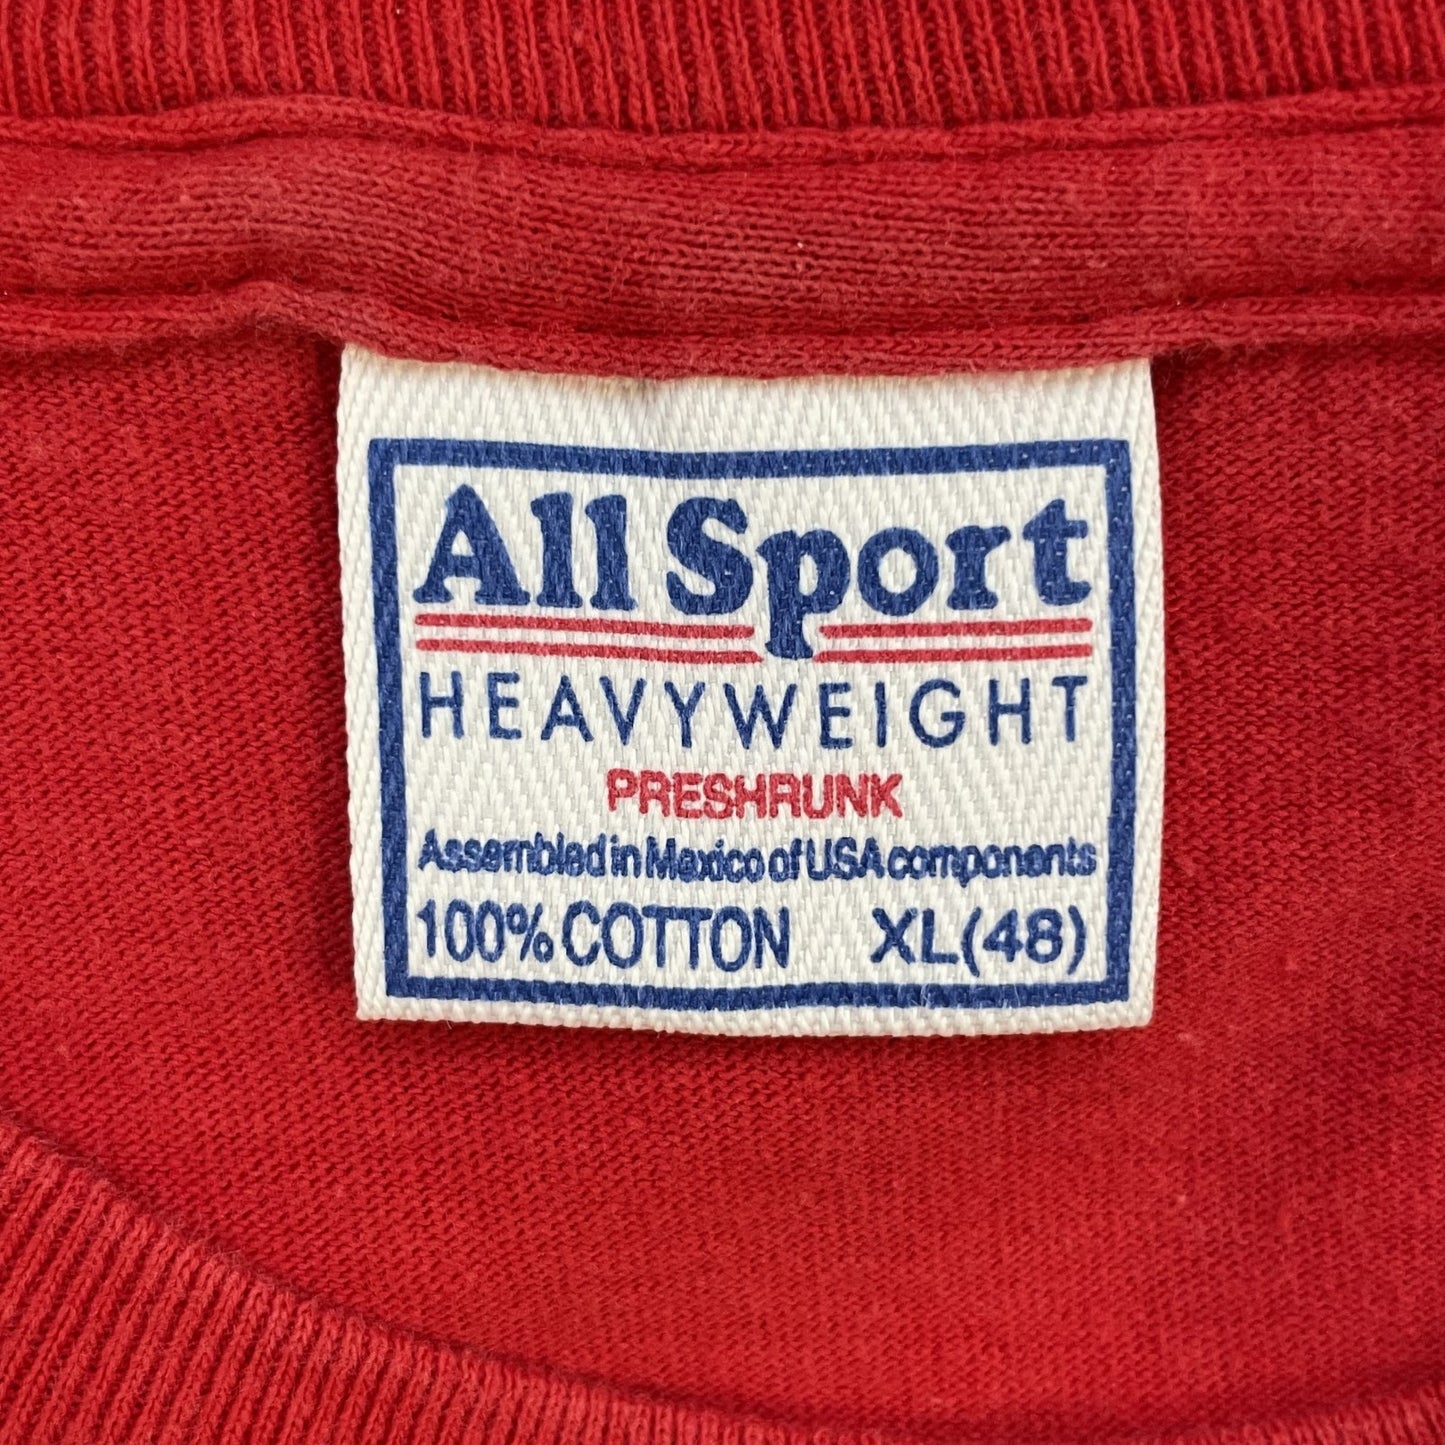 All Sport
HEAVYWEIGHT
PRESHRUNK
Assembled in Mexico of USA components
100% COTTON XL(48)